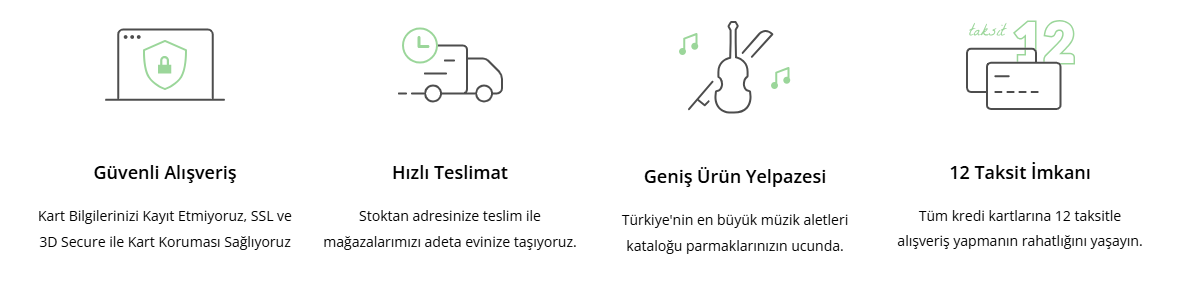 taksit 12
Güvenli Alışveriş
Kart Bilgilerinizi Kayıt Etmiyoruz, SSL ve
3D Secure ile Kart Koruması Sağlıyoruz
Hızlı Teslimat
Stoktan adresinize teslim ile
mağazalarımızı adeta evinize taşıyoruz.
Geniş Ürün Yelpazesi
Türkiye'nin en büyük müzik aletleri
kataloğu parmaklarınızın ucunda.
12 Taksit İmkanı
Tüm kredi kartlarına 12 taksitle
alışveriş yapmanın rahatlığını yaşayın.